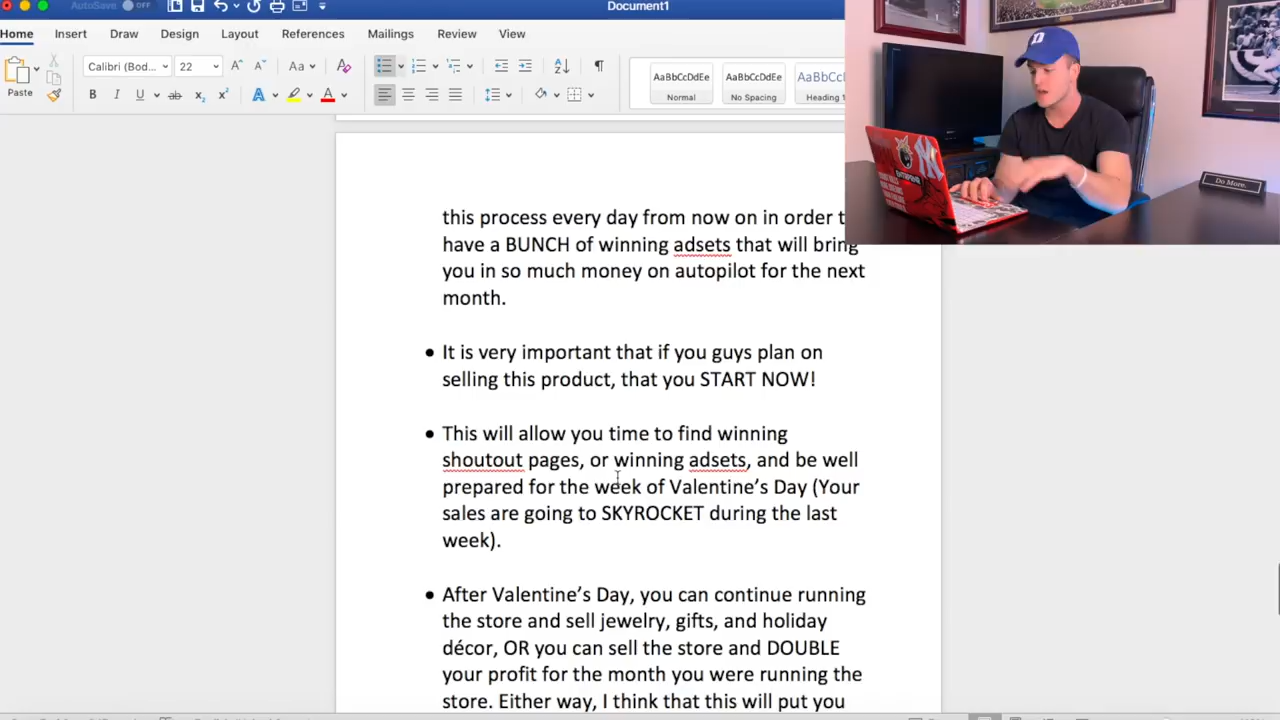 AutoSave OFF
Document1
Home Insert Draw Design Layout References Mailings Review View
Paste
Calibri (Bod... 22
AaBbCcDdEe AaBbCcDdEe AaBbCcDc
Normal No Spacing Heading 1
this process every day from now on in order t
have a BUNCH of winning adsets that will bring
you in so much money on autopilot for the next
month.
• It is very important that if you guys plan on
selling this product, that you START NOW!
• This will allow you time to find winning
shoutout pages, or winning adsets, and be well
prepared for the week of Valentine’s Day (Your
sales are going to SKYROCKET during the last
week).
• After Valentine’s Day, you can continue running
the store and sell jewelry, gifts, and holiday
décor, OR you can sell the store and DOUBLE
your profit for the month you were running the
store. Either way, I think that this will put you
Do More.